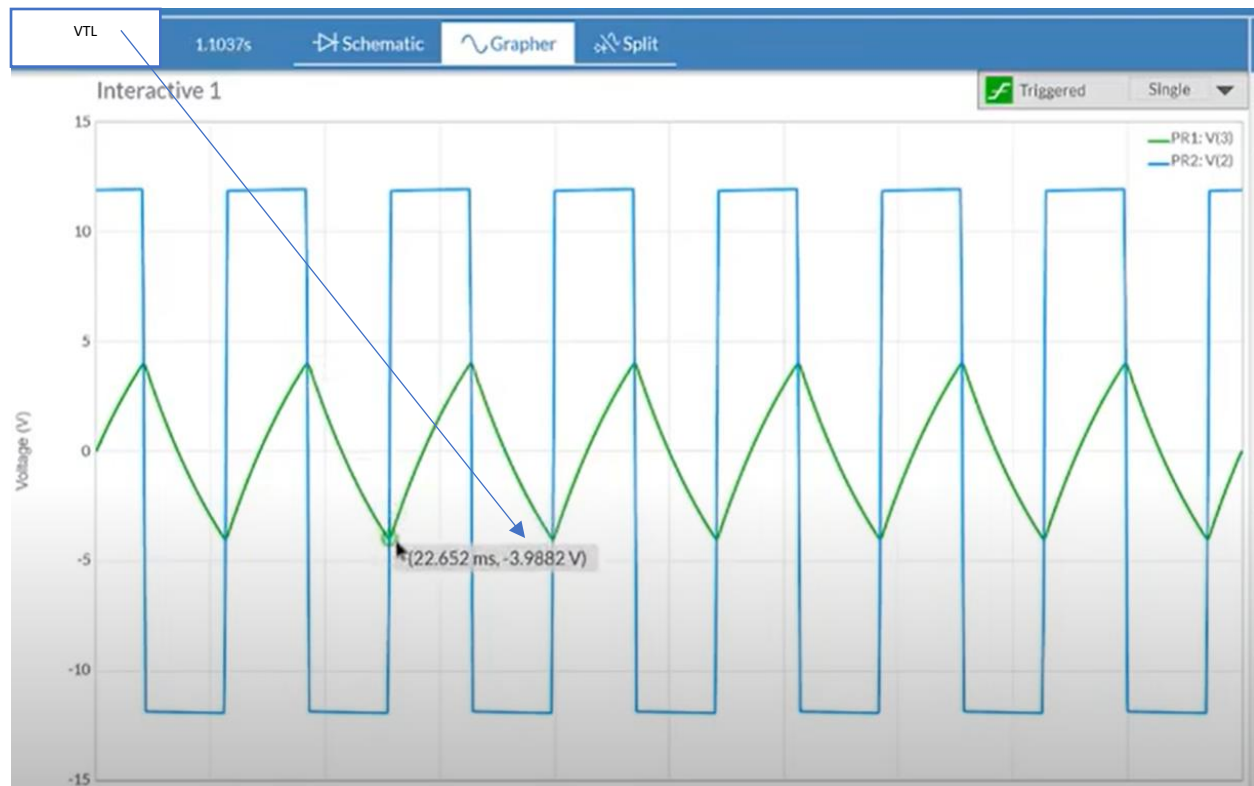 VTL
1.1037s
Schematic
Grapher
Split
Interactive 1
Triggered
Single
15
PR1: V(3)
PR2: V(2)
10
5
Voltage (V)
0
(22.652 ms, -3.9882 V)
-5
-10
-15